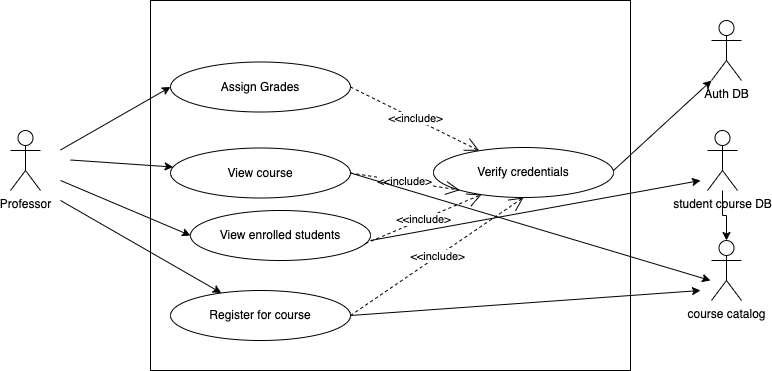 Assign Grades
Auth DB
<<include>>
View course
Verify credentials
<<include>>
Professor
student course DB
<<include>>
View enrolled students
<<include>>
Register for course
course catalog